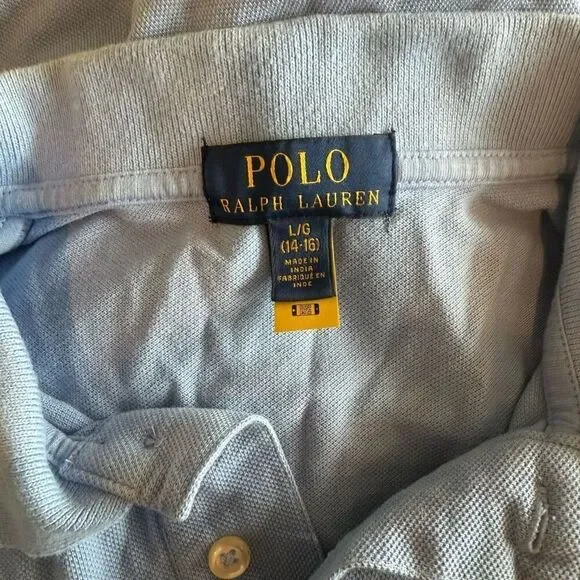 POLO
RALPH LAUREN
L/G
(14-16)
MADE IN
INDIA
FABRIQUÉ EN
INDE